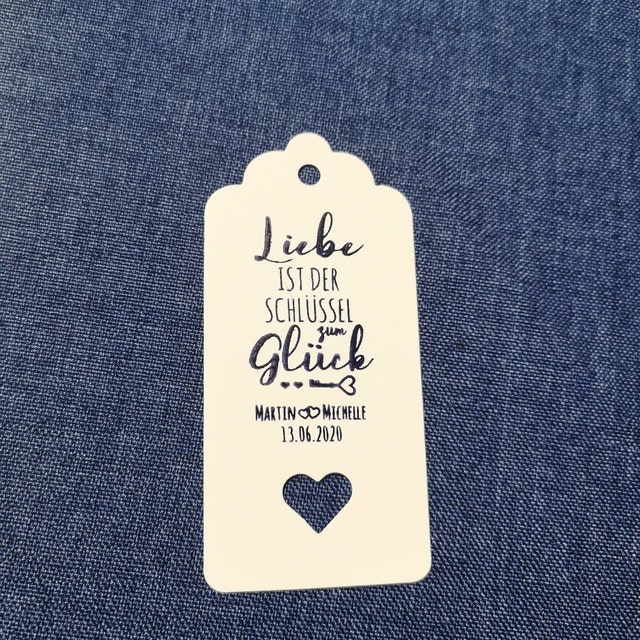 Liebe
IST DER
SCHLÜSSEL
zum
Glück
MARTIN MICHELLE
13.06.2020